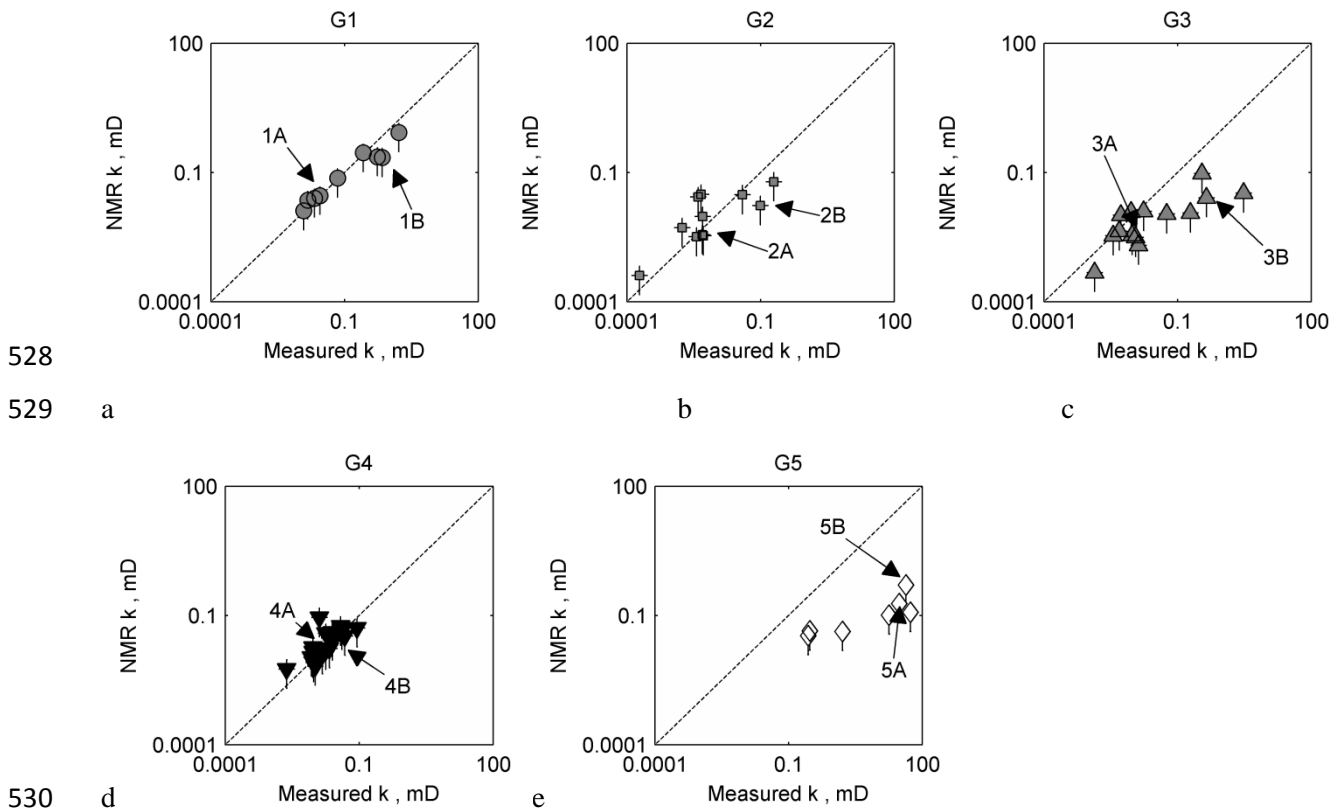 G1
G2
G3
100
0.1
0.0001
NMR k , mD
1A
1B
0.0001
0.1
100
Measured k , mD
100
0.1
0.0001
NMR k , mD
2B
2A
0.0001
0.1
100
Measured k , mD
100
0.1
0.0001
NMR k , mD
3A
3B
0.0001
0.1
100
Measured k , mD
528
529 a b c
G4
G5
100
0.1
0.0001
NMR k , mD
4A
4B
0.0001
0.1
100
Measured k , mD
100
0.1
0.0001
NMR k , mD
5B
5A
0.0001
0.1
100
Measured k , mD
530 d e